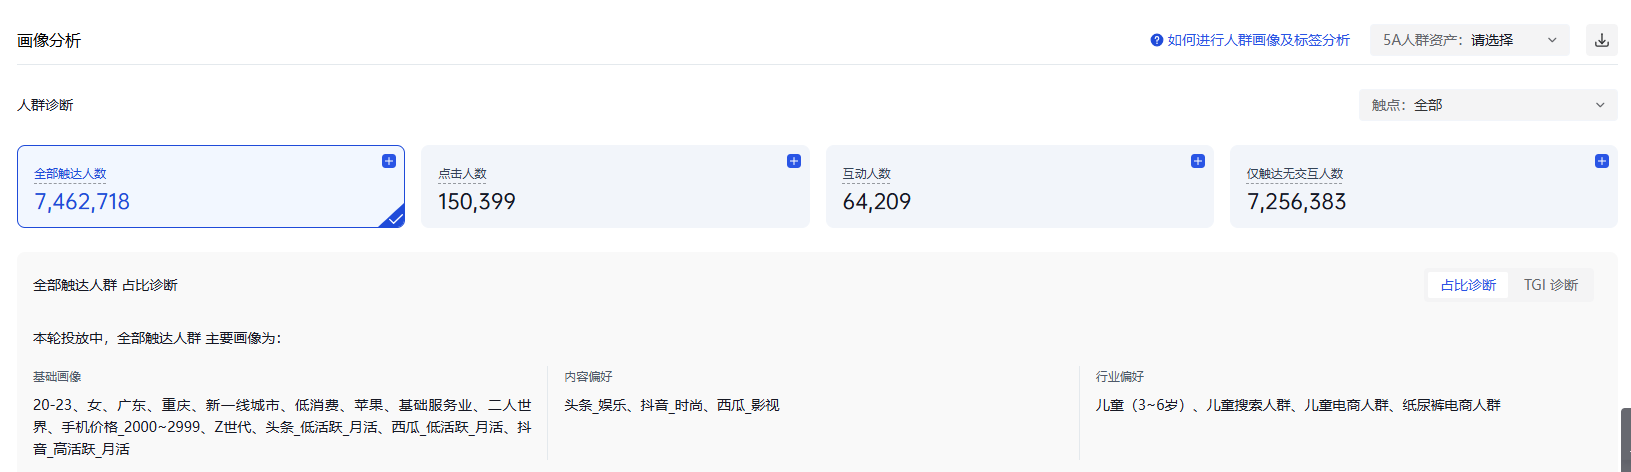 画像分析
如何进行人群画像及标签分析
5A人群资产：请选择
人群诊断
触点：全部
全部触达人数
7,462,718
点击人数
150,399
互动人数
64,209
仅触达无交互人数
7,256,383
全部触达人群 占比诊断
占比诊断
TGI 诊断
本轮投放中，全部触达人群 主要画像为：
基础画像
20-23、女、广东、重庆、新一线城市、低消费、苹果、基础服务业、二人世
界、手机价格_2000~2999、Z世代、头条_低活跃_月活、西瓜_低活跃_月活、抖
音_高活跃_月活
内容偏好
头条_娱乐、抖音_时尚、西瓜_影视
行业偏好
儿童（3~6岁）、儿童搜索人群、儿童电商人群、纸尿裤电商人群